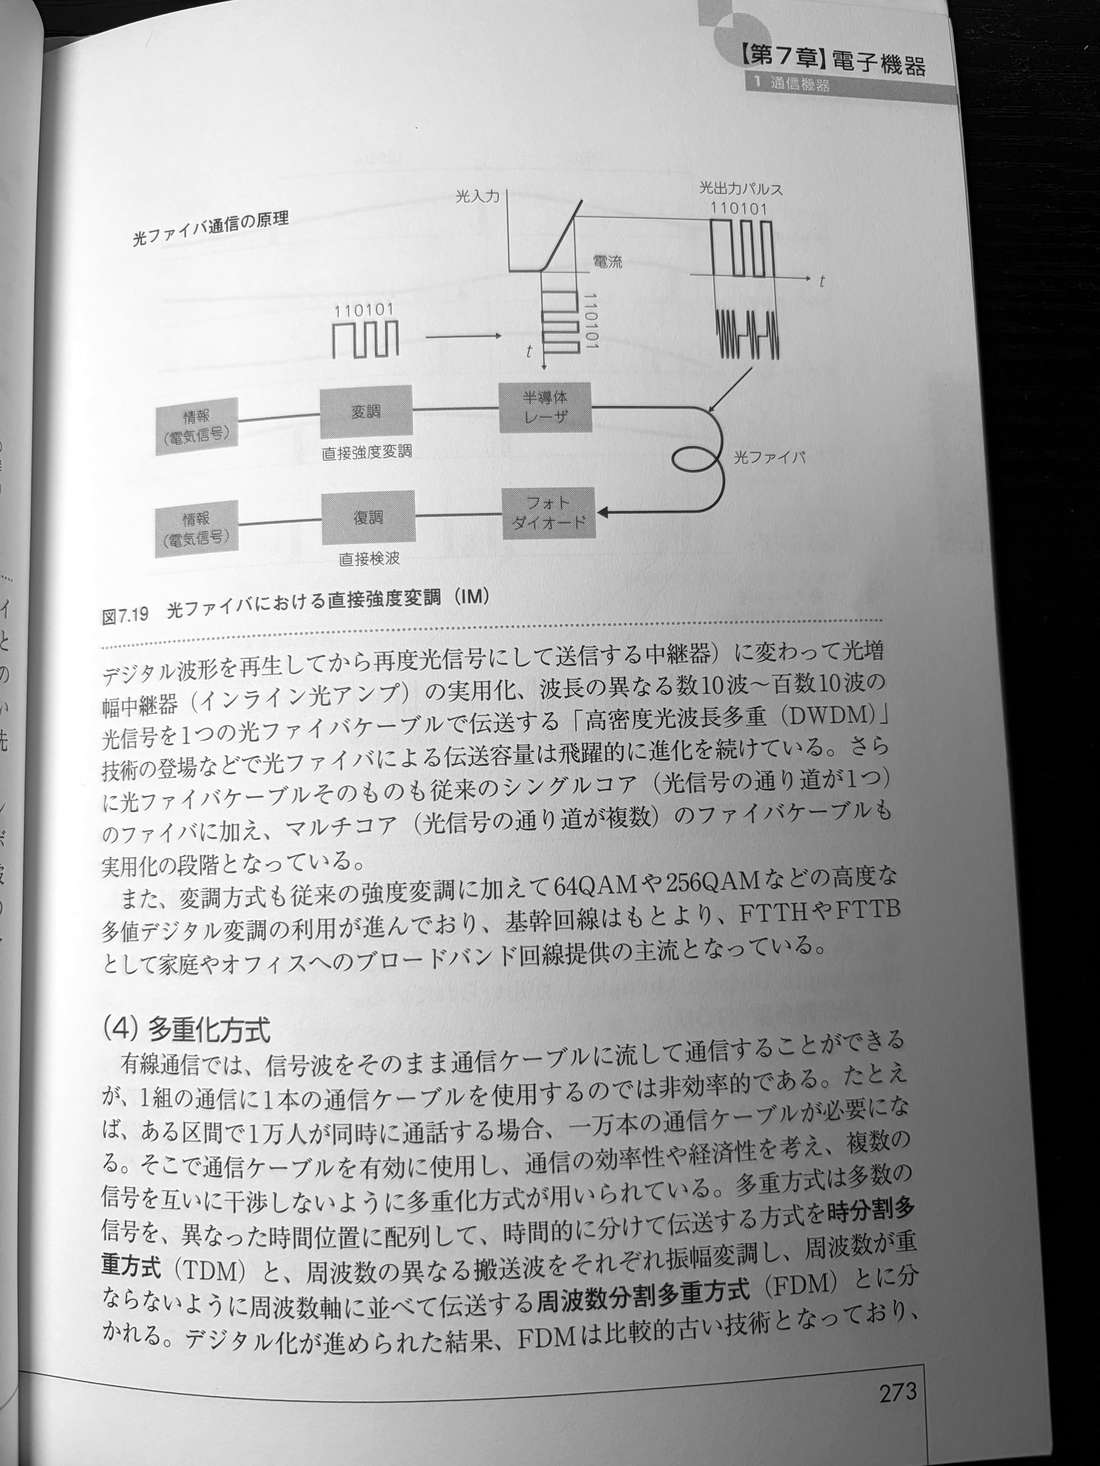 【第7章】電子機器
1 通信機器
光ファイバ通信の原理
光入力
電流
110101
t
光出力パルス
110101
t
110101
情報
(電気信号)
変調
直接強度変調
半導体
レーザ
光ファイバ
情報
(電気信号)
復調
直接検波
フォト
ダイオード
図7.19 光ファイバにおける直接強度変調（IM）
デジタル波形を再生してから再度光信号にして送信する中継器）に変わって光増
幅中継器（インライン光アンプ）の実用化、波長の異なる数10波〜百数10波の
光信号を1つの光ファイバケーブルで伝送する「高密度光波長多重（DWDM）」
技術の登場などで光ファイバによる伝送容量は飛躍的に進化を続けている。さら
に光ファイバケーブルそのものも従来のシングルコア（光信号の通り道が1つ）
のファイバに加え、マルチコア（光信号の通り道が複数）のファイバケーブルも
実用化の段階となっている。
また、変調方式も従来の強度変調に加えて64QAMや256QAMなどの高度な
多値デジタル変調の利用が進んでおり、基幹回線はもとより、FTTHやFTTB
として家庭やオフィスへのブロードバンド回線提供の主流となっている。
（4）多重化方式
有線通信では、信号波をそのまま通信ケーブルに流して通信することができる
が、1組の通信に1本の通信ケーブルを使用するのでは非効率的である。たとえ
ば、ある区間で1万人が同時に通話する場合、一万本の通信ケーブルが必要にな
る。そこで通信ケーブルを有効に使用し、通信の効率性や経済性を考え、複数の
信号を互いに干渉しないように多重化方式が用いられている。多重方式は多数の
信号を、異なった時間位置に配列して、時間的に分けて伝送する方式を時分割多
重方式（TDM）と、周波数の異なる搬送波をそれぞれ振幅変調し、周波数が重
ならないように周波数軸に並べて伝送する周波数分割多重方式（FDM）とに分
かれる。デジタル化が進められた結果、FDMは比較的古い技術となっており、
273